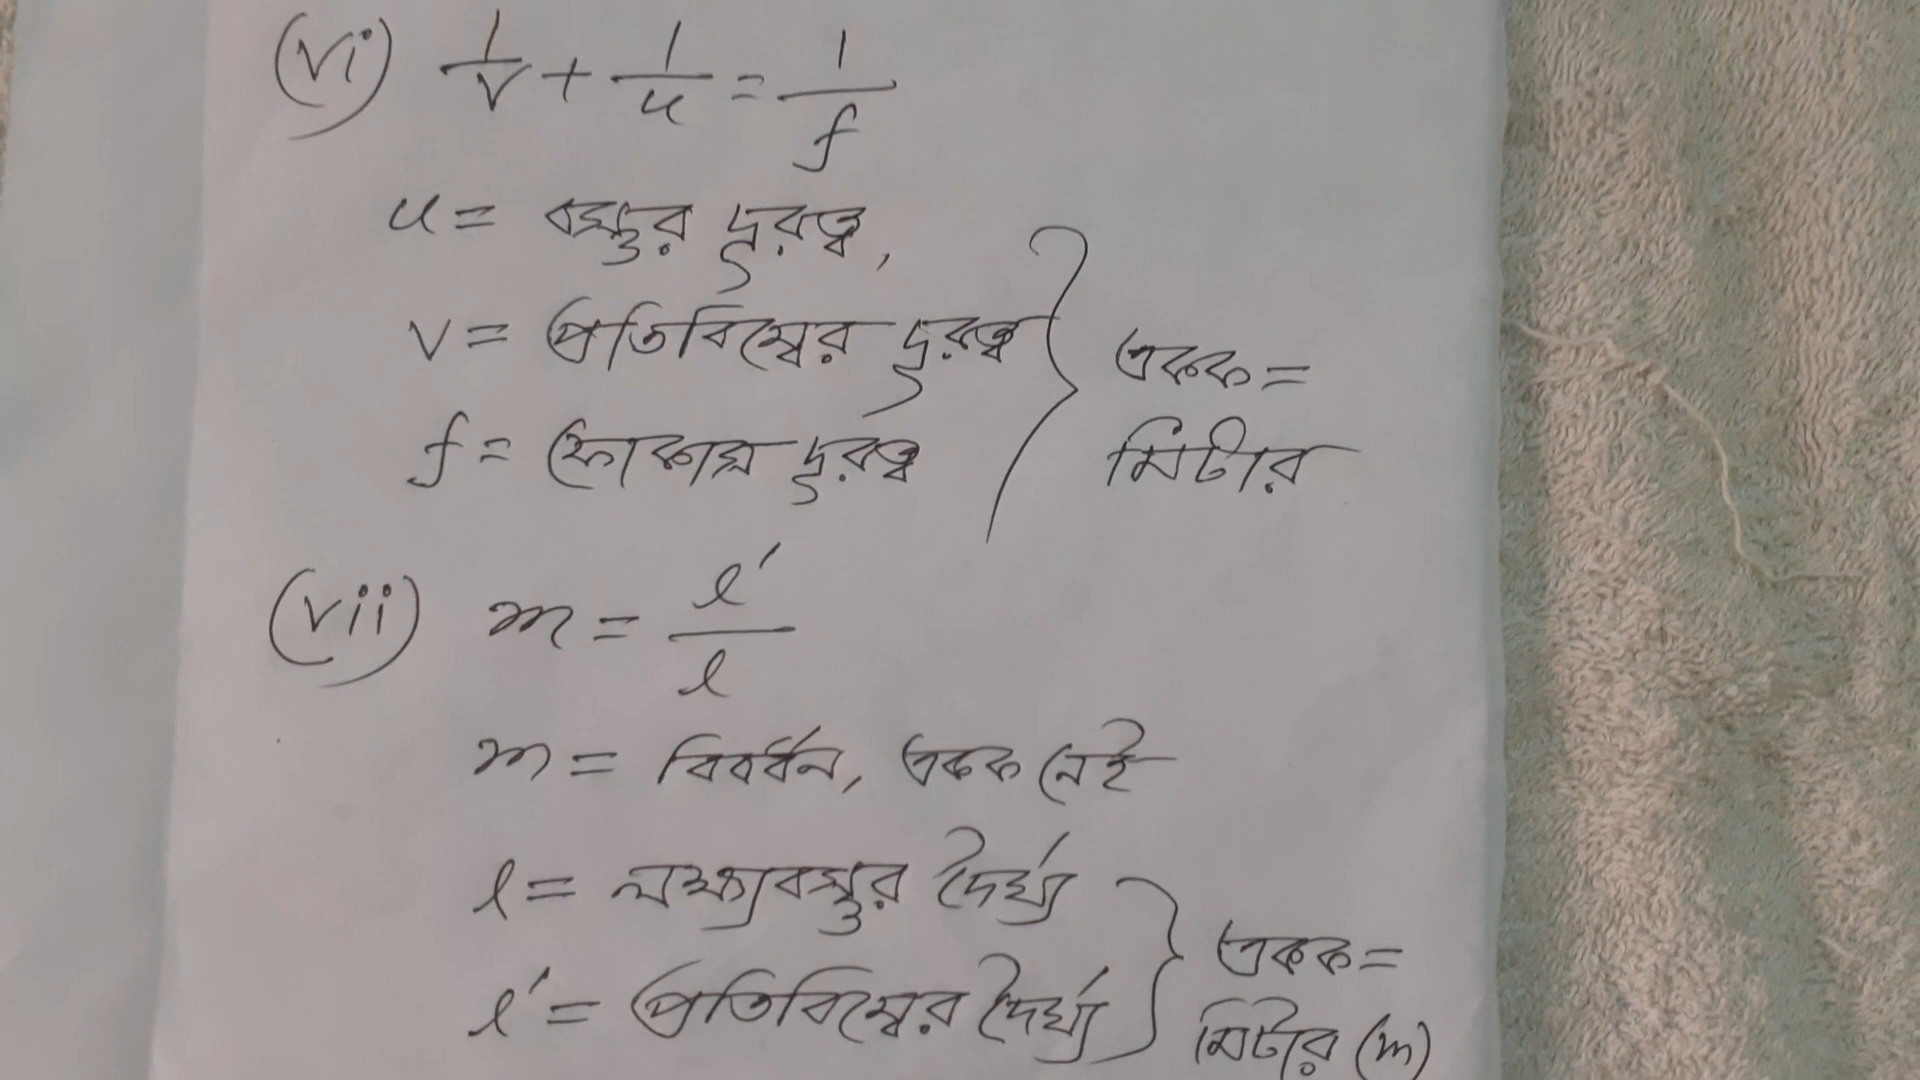 (vi) 1/v + 1/u = 1/f
u = বস্তুর দূরত্ব,
v = প্রতিবিম্বের দূরত্ব
f = ফোকাস দূরত্ব
একক =
মিটার
(vii) m = l′/l
m = বিবর্ধন, একক নেই
l = লক্ষ্যবস্তুর দৈর্ঘ্য
l′ = প্রতিবিম্বের দৈর্ঘ্য
একক =
মিটার (m)